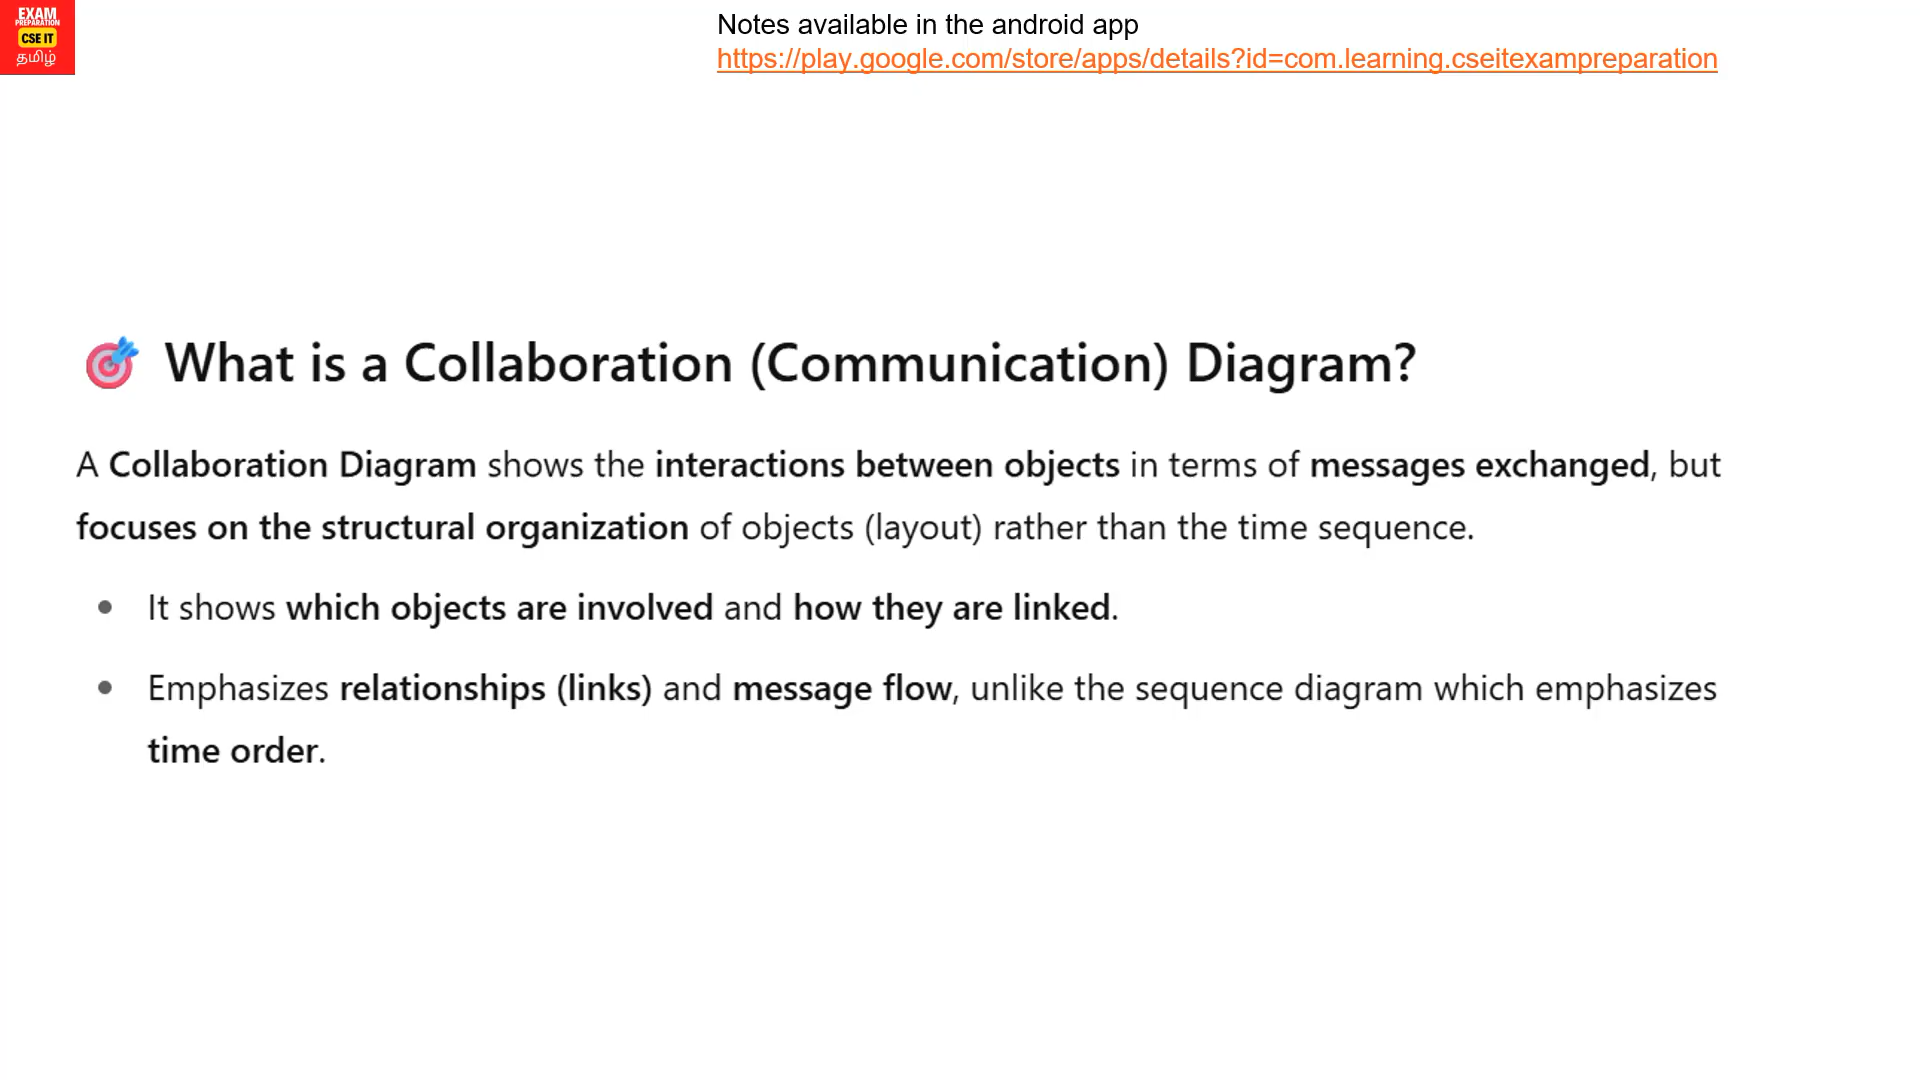 EXAM
PREPARATION
CSE IT
தமிழ்
Notes available in the android app
https://play.google.com/store/apps/details?id=com.learning.cseitexampreparation
What is a Collaboration (Communication) Diagram?
A Collaboration Diagram shows the interactions between objects in terms of messages exchanged, but
focuses on the structural organization of objects (layout) rather than the time sequence.
• It shows which objects are involved and how they are linked.
• Emphasizes relationships (links) and message flow, unlike the sequence diagram which emphasizes
time order.